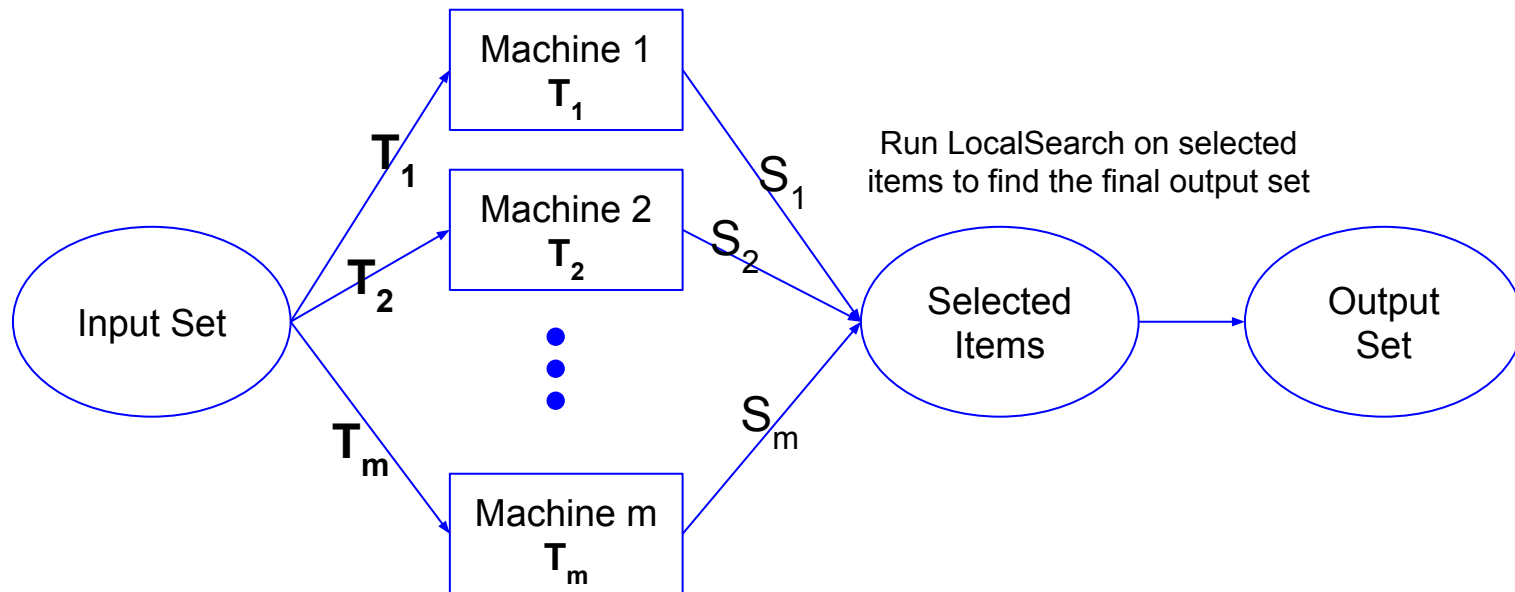 Machine 1
T₁
T₁
Run LocalSearch on selected
items to find the final output set
S₁
Machine 2
T₂
T₂
S₂
Input Set
Selected
Items
Output
Set
Tₘ
Sₘ
Machine m
Tₘ